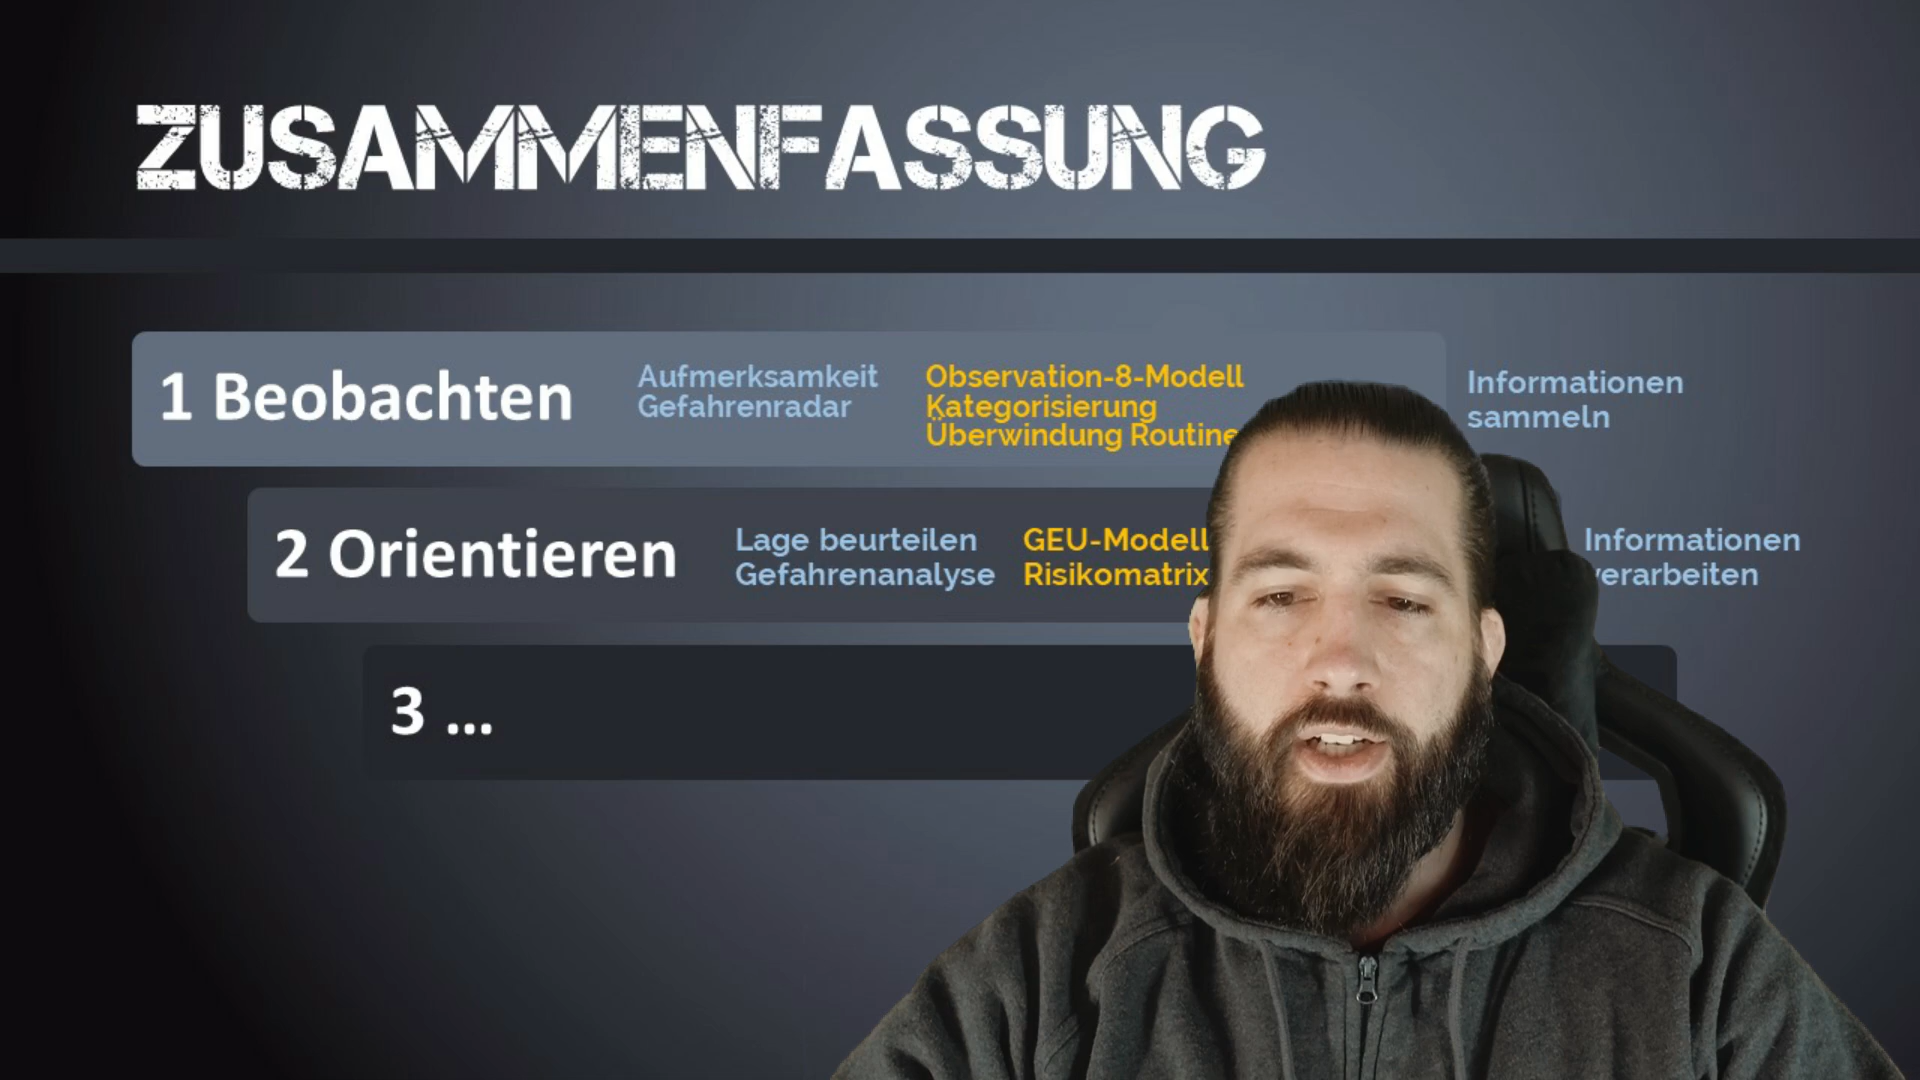 ZUSAMMENFASSUNG
1 Beobachten
Aufmerksamkeit
Gefahrenradar
Observation-8-Modell
Kategorisierung
Überwindung Routine
Informationen
sammeln
2 Orientieren
Lage beurteilen
Gefahrenanalyse
GEU-Modell
Risikomatrix
Informationen
verarbeiten
3 ...